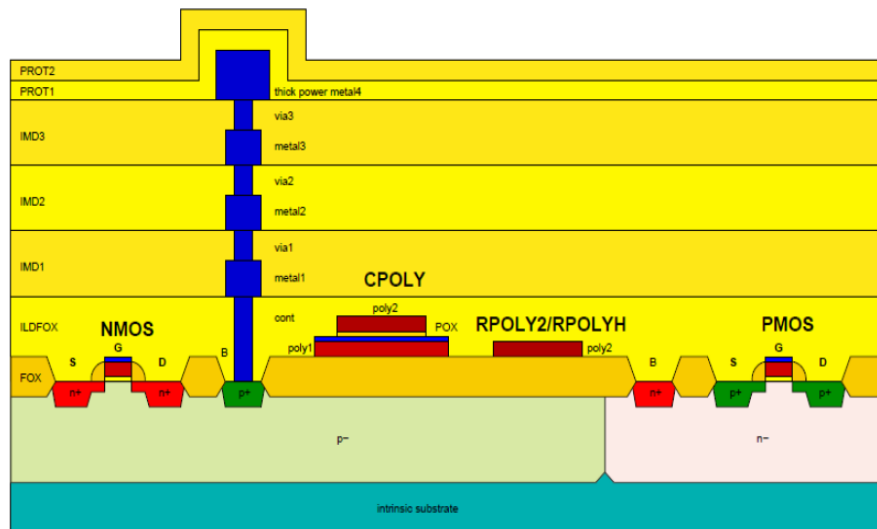 PROT2
PROT1
thick power metal4
via3
IMD3
metal3
via2
IMD2
metal2
via1
IMD1
metal1
CPOLY
poly2
cont
ILDFOX
NMOS
POX
RPOLY2/RPOLYH
PMOS
G
B
poly1
poly2
G
S
D
B
S
D
FOX
n+
n+
p+
n+
p+
p+
p−
n−
intrinsic substrate